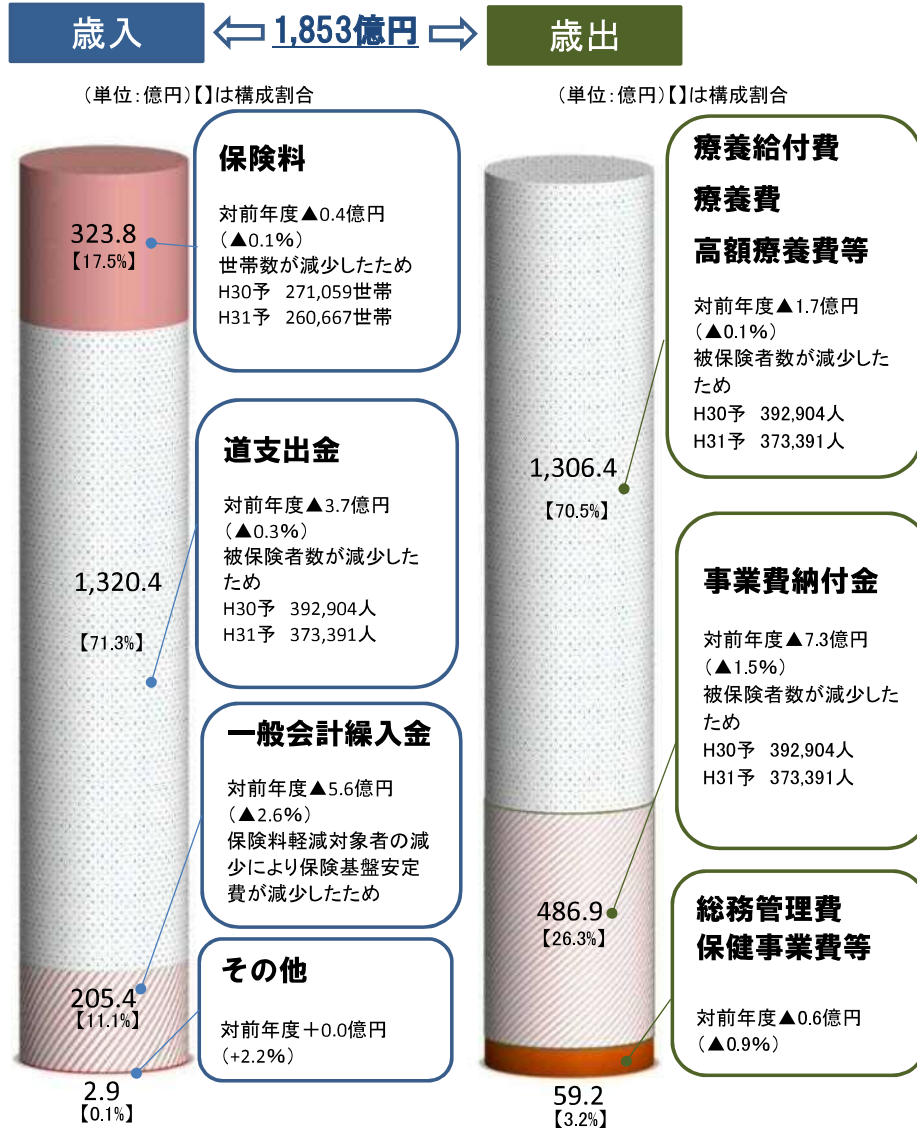 歳入
1,853億円
歳出
(単位:億円)【】は構成割合
323.8
【17.5%】
保険料
対前年度▲0.4億円
(▲0.1%)
世帯数が減少したため
H30予 271,059世帯
H31予 260,667世帯
1,320.4
【71.3%】
道支出金
対前年度▲3.7億円
(▲0.3%)
被保険者数が減少した
ため
H30予 392,904人
H31予 373,391人
205.4
【11.1%】
一般会計繰入金
対前年度▲5.6億円
(▲2.6%)
保険料軽減対象者の減
少により保険基盤安定
費が減少したため
2.9
【0.1%】
その他
対前年度+0.0億円
(+2.2%)
(単位:億円)【】は構成割合
1,306.4
【70.5%】
療養給付費
療養費
高額療養費等
対前年度▲1.7億円
(▲0.1%)
被保険者数が減少した
ため
H30予 392,904人
H31予 373,391人
486.9
【26.3%】
事業費納付金
対前年度▲7.3億円
(▲1.5%)
被保険者数が減少した
ため
H30予 392,904人
H31予 373,391人
59.2
【3.2%】
総務管理費
保健事業費等
対前年度▲0.6億円
(▲0.9%)